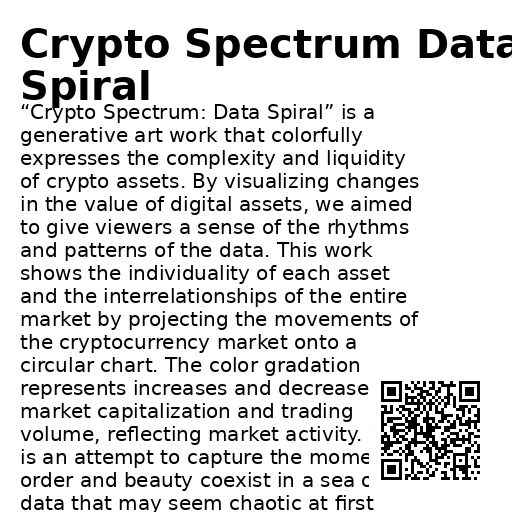 Crypto Spectrum Data
Spiral
“Crypto Spectrum: Data Spiral” is a
generative art work that colorfully
expresses the complexity and liquidity
of crypto assets. By visualizing changes
in the value of digital assets, we aimed
to give viewers a sense of the rhythms
and patterns of the data. This work
shows the individuality of each asset
and the interrelationships of the entire
market by projecting the movements of
the cryptocurrency market onto a
circular chart. The color gradation
represents increases and decrease
market capitalization and trading
volume, reflecting market activity.
is an attempt to capture the mome
order and beauty coexist in a sea
data that may seem chaotic at first